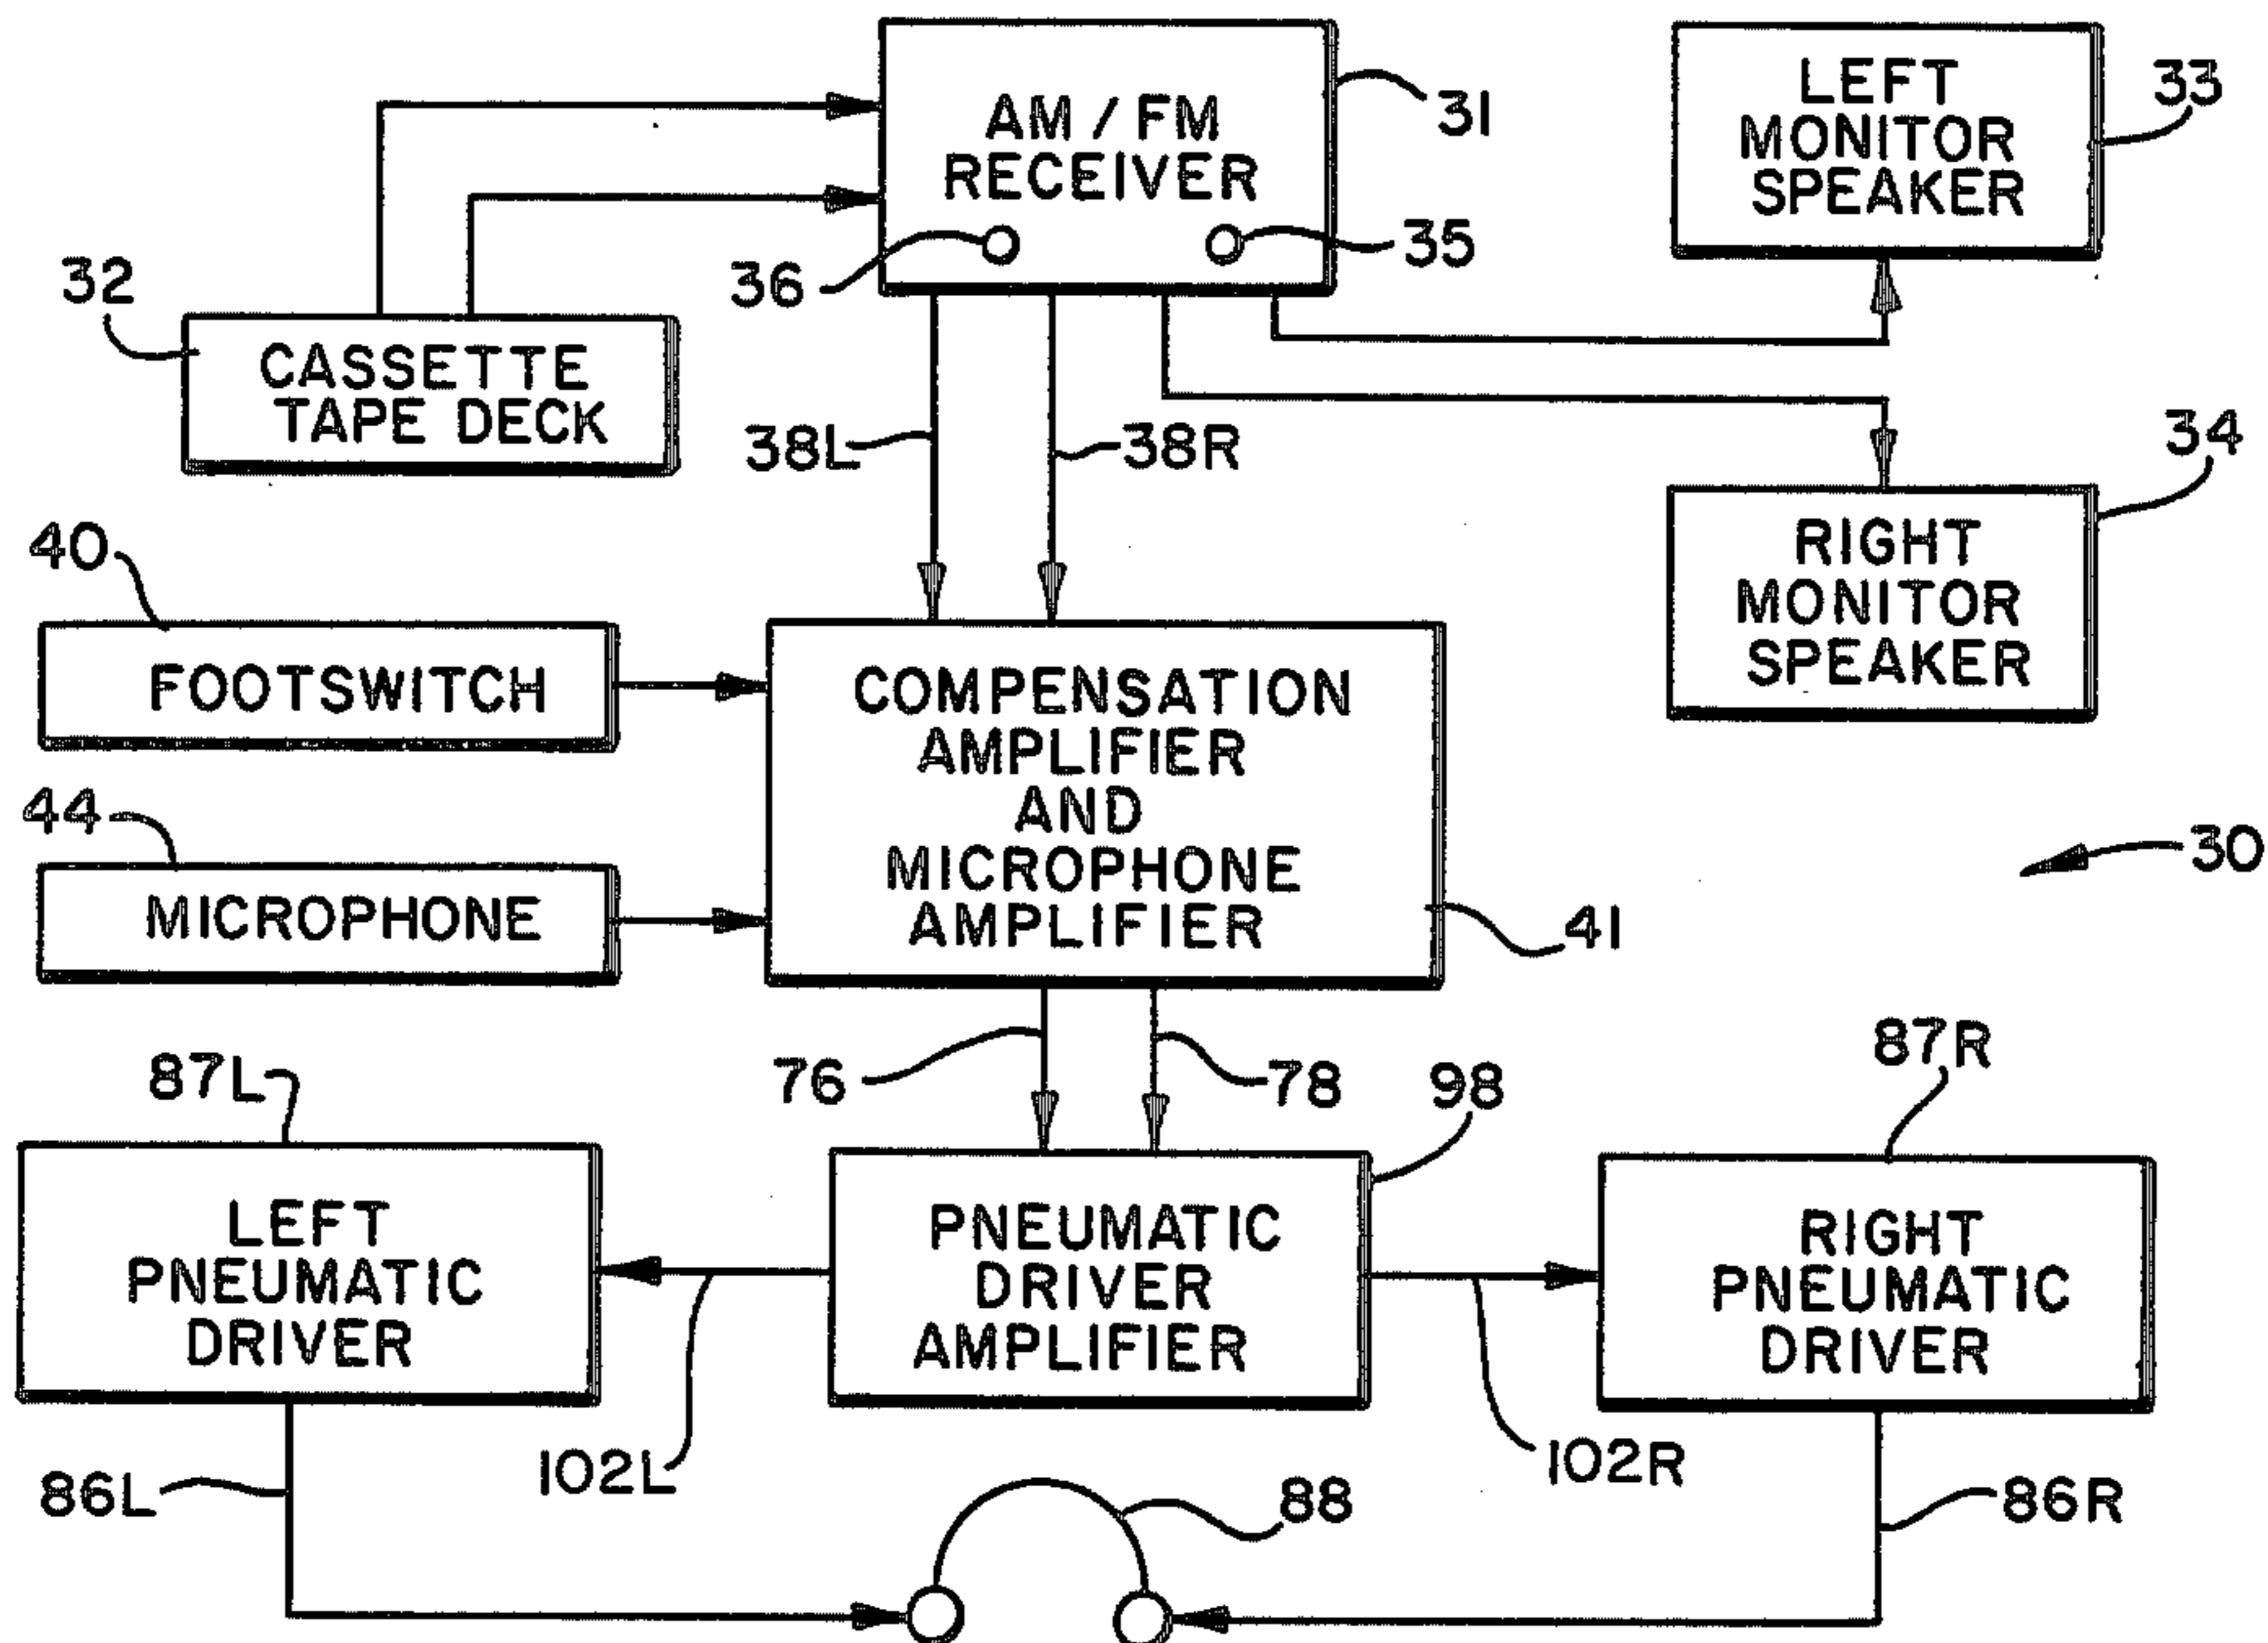 AM / FM
RECEIVER
31
36
35
LEFT
MONITOR
SPEAKER
33
32
CASSETTE
TAPE DECK
38L
38R
34
RIGHT
MONITOR
SPEAKER
40
FOOTSWITCH
COMPENSATION
AMPLIFIER
AND
MICROPHONE
AMPLIFIER
44
MICROPHONE
41
30
76
78
98
87L
LEFT
PNEUMATIC
DRIVER
PNEUMATIC
DRIVER
AMPLIFIER
87R
RIGHT
PNEUMATIC
DRIVER
102L
102R
86L
88
86R